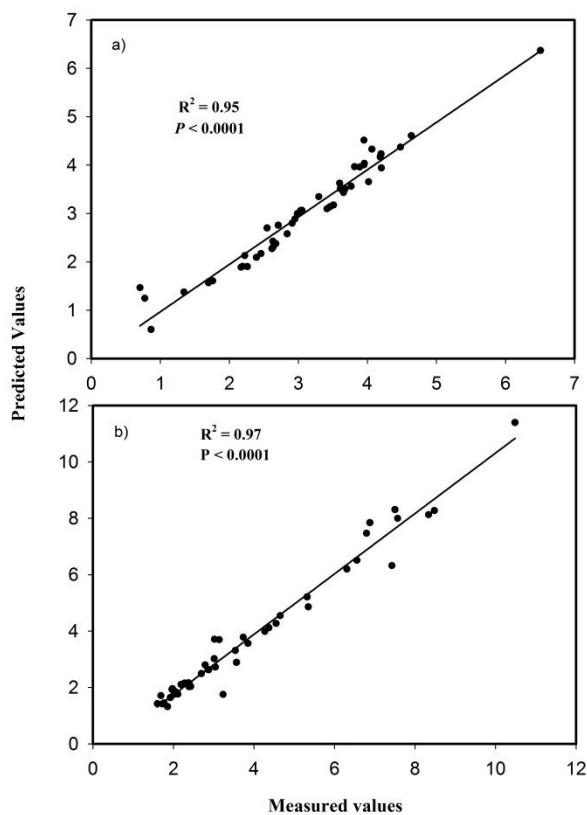 7
a)
R² = 0.95
P < 0.0001
6
5
4
3
2
1
0
0 1 2 3 4 5 6 7
Predicted Values
12
b)
R² = 0.97
P < 0.0001
10
8
6
4
2
0
0 2 4 6 8 10 12
Measured values